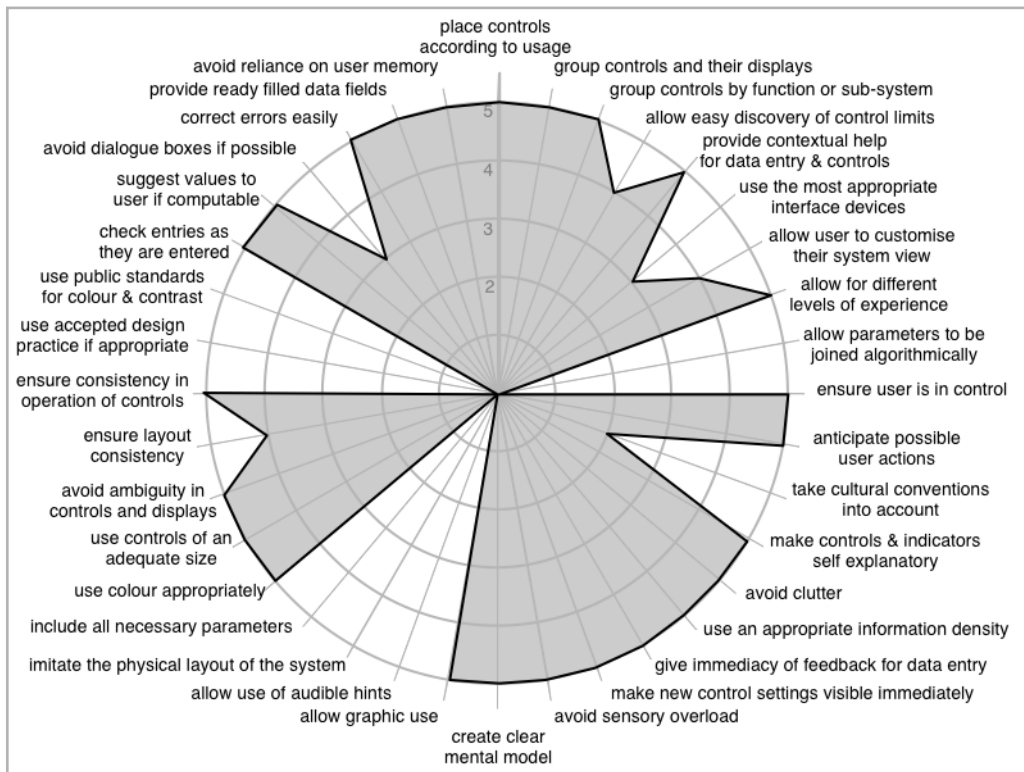 place controls
according to usage
group controls and their displays
group controls by function or sub-system
allow easy discovery of control limits
provide contextual help
for data entry & controls
use the most appropriate
interface devices
allow user to customise
their system view
allow for different
levels of experience
allow parameters to be
joined algorithmically
ensure user is in control
anticipate possible
user actions
take cultural conventions
into account
make controls & indicators
self explanatory
avoid clutter
use an appropriate information density
give immediacy of feedback for data entry
make new control settings visible immediately
avoid sensory overload
create clear
mental model
allow graphic use
allow use of audible hints
imitate the physical layout of the system
include all necessary parameters
use colour appropriately
use controls of an
adequate size
avoid ambiguity in
controls and displays
ensure layout
consistency
ensure consistency in
operation of controls
use accepted design
practice if appropriate
use public standards
for colour & contrast
check entries as
they are entered
suggest values to
user if computable
avoid dialogue boxes if possible
correct errors easily
provide ready filled data fields
avoid reliance on user memory
5
4
3
2